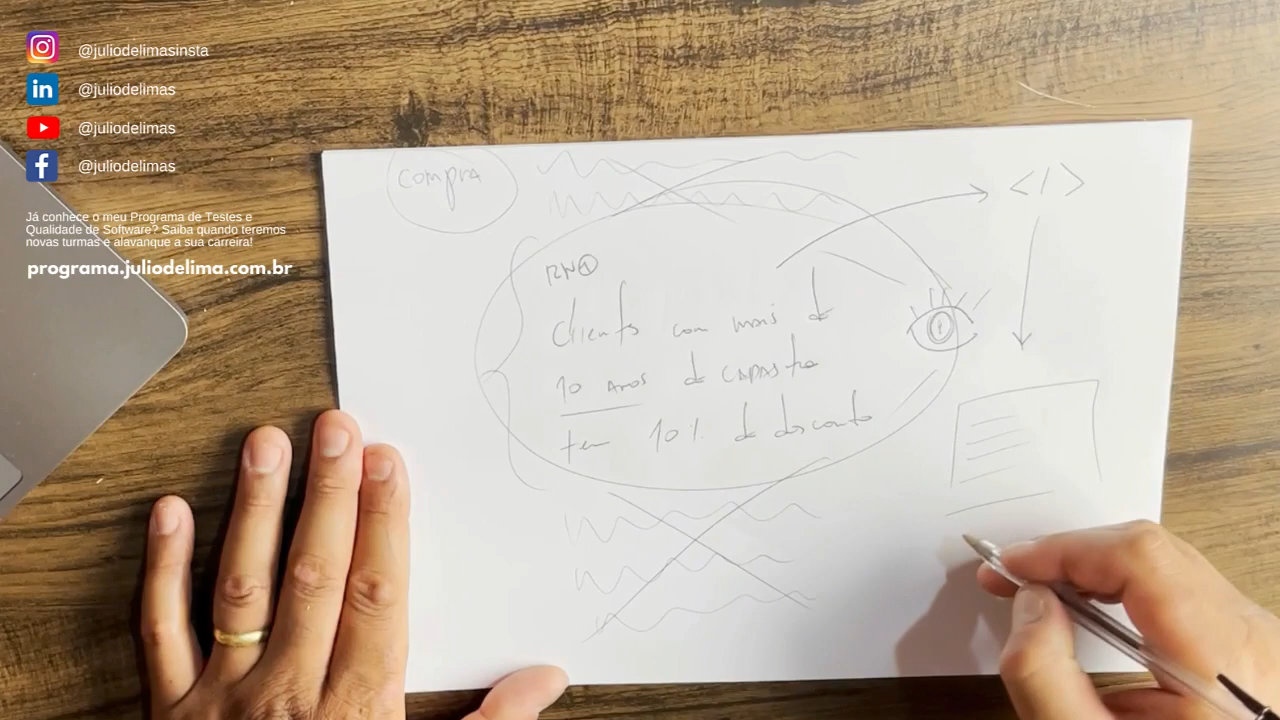 @juliodelimasinsta
@juliodelimas
@juliodelimas
@juliodelimas
Já conhece o meu Programa de Testes e
Qualidade de Software? Saiba quando teremos
novas turmas e alavanque a sua carreira!
programa.juliodelima.com.br
Compra
</>
RN①
Clientes com mais de
10 anos de cadastro
tem 10% de desconto